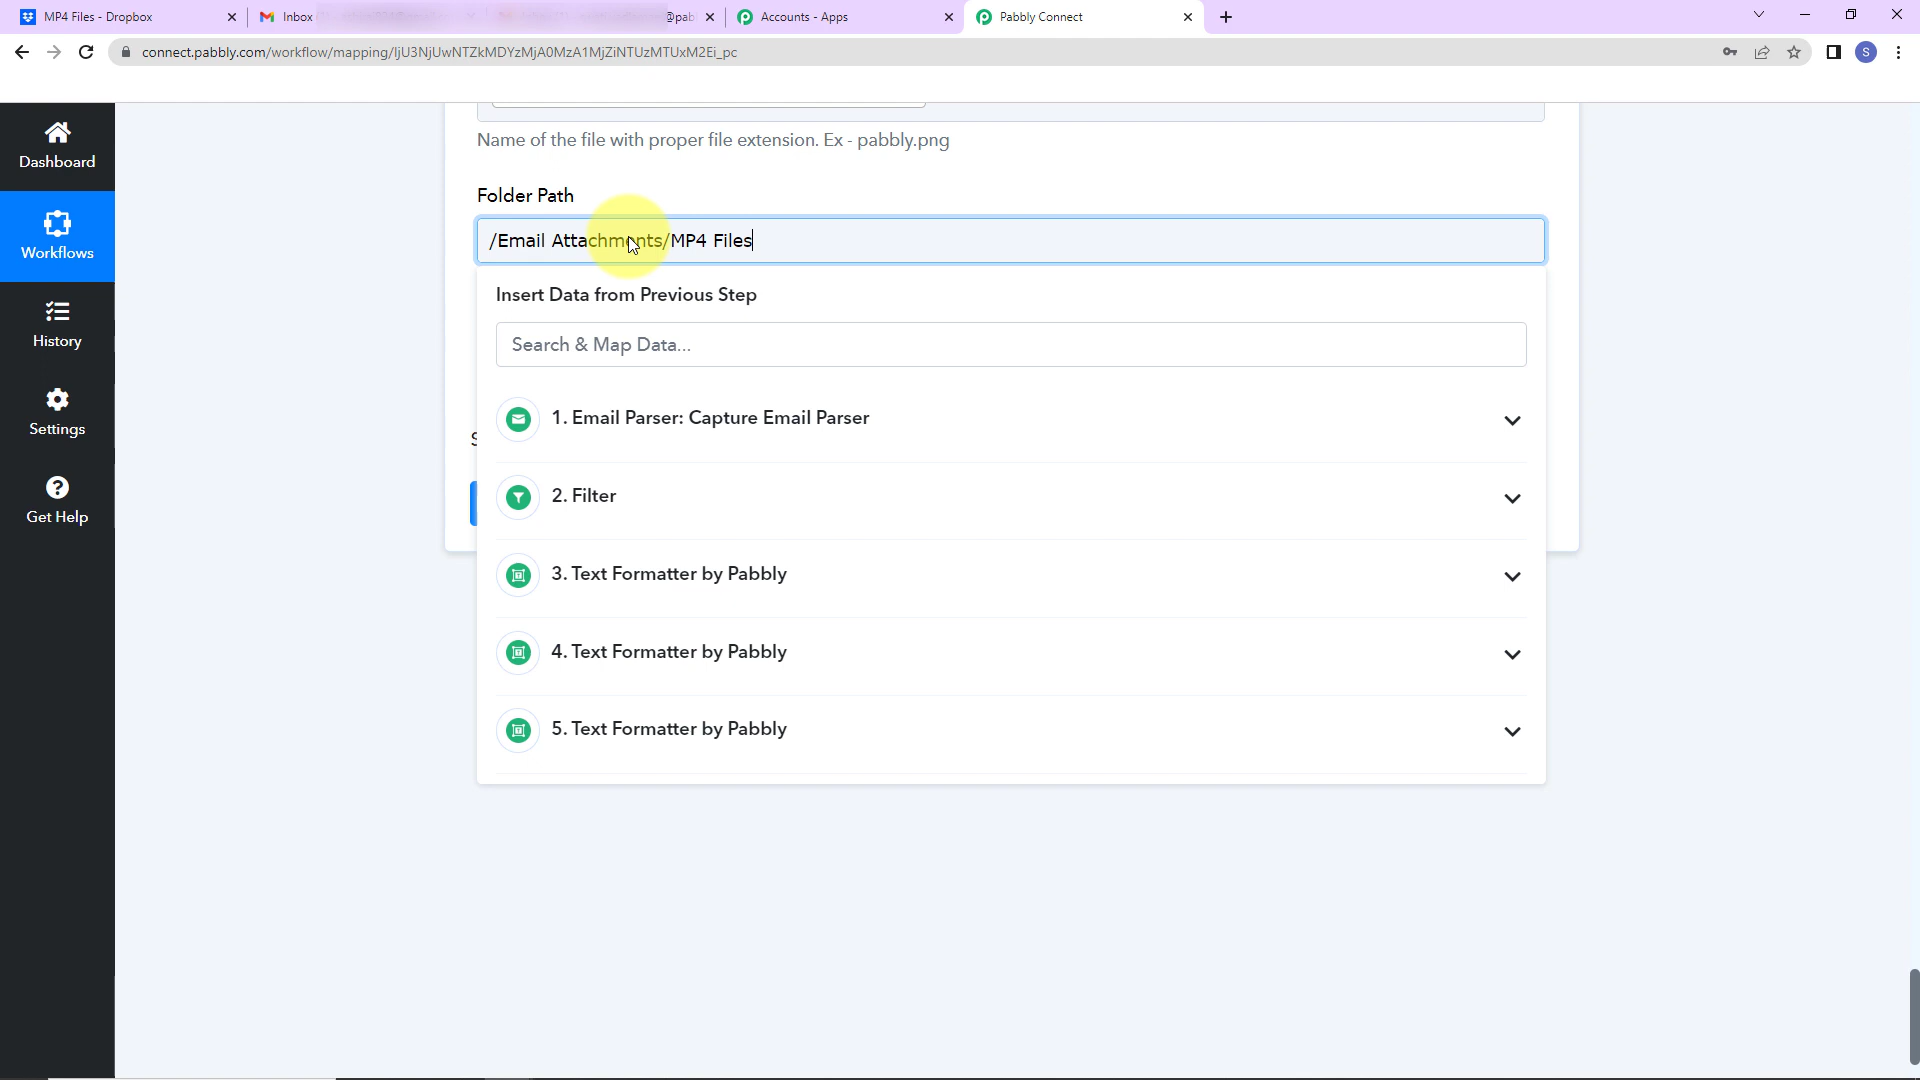 MP4 Files - Dropbox
Inbox
@pab
Accounts - Apps
Pabbly Connect
connect.pabbly.com/workflow/mapping/IjU3NjUwNTZkMDYzMjA0MzA1MjZiNTUzMTUxM2Ei_pc
S
Dashboard
Workflows
History
Settings
Get Help
Name of the file with proper file extension. Ex - pabbly.png
Folder Path
/Email Attachments/MP4 Files
Insert Data from Previous Step
Search & Map Data...
1. Email Parser: Capture Email Parser
2. Filter
3. Text Formatter by Pabbly
4. Text Formatter by Pabbly
5. Text Formatter by Pabbly